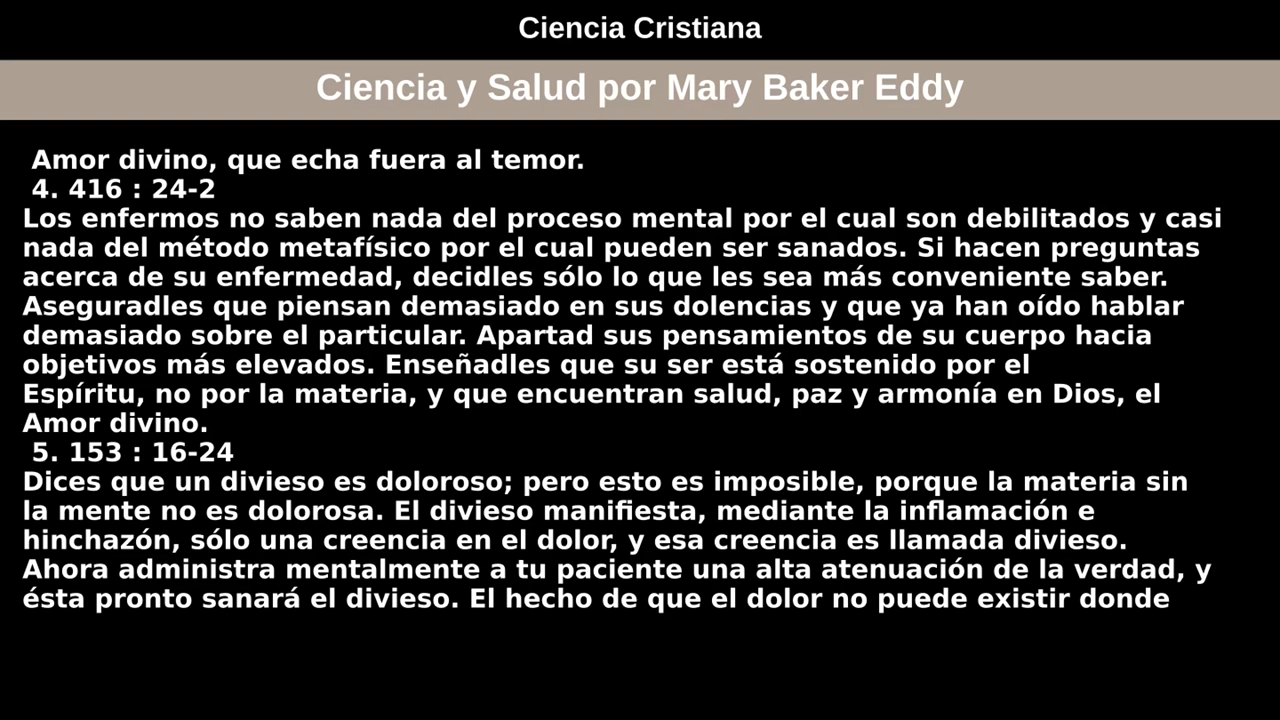 Ciencia Cristiana
Ciencia y Salud por Mary Baker Eddy
Amor divino, que echa fuera al temor.
4. 416 : 24-2
Los enfermos no saben nada del proceso mental por el cual son debilitados y casi
nada del método metafísico por el cual pueden ser sanados. Si hacen preguntas
acerca de su enfermedad, decidles sólo lo que les sea más conveniente saber.
Aseguradles que piensan demasiado en sus dolencias y que ya han oído hablar
demasiado sobre el particular. Apartad sus pensamientos de su cuerpo hacia
objetivos más elevados. Enseñadles que su ser está sostenido por el
Espíritu, no por la materia, y que encuentran salud, paz y armonía en Dios, el
Amor divino.
5. 153 : 16-24
Dices que un divieso es doloroso; pero esto es imposible, porque la materia sin
la mente no es dolorosa. El divieso manifiesta, mediante la inflamación e
hinchazón, sólo una creencia en el dolor, y esa creencia es llamada divieso.
Ahora administra mentalmente a tu paciente una alta atenuación de la verdad, y
ésta pronto sanará el divieso. El hecho de que el dolor no puede existir donde